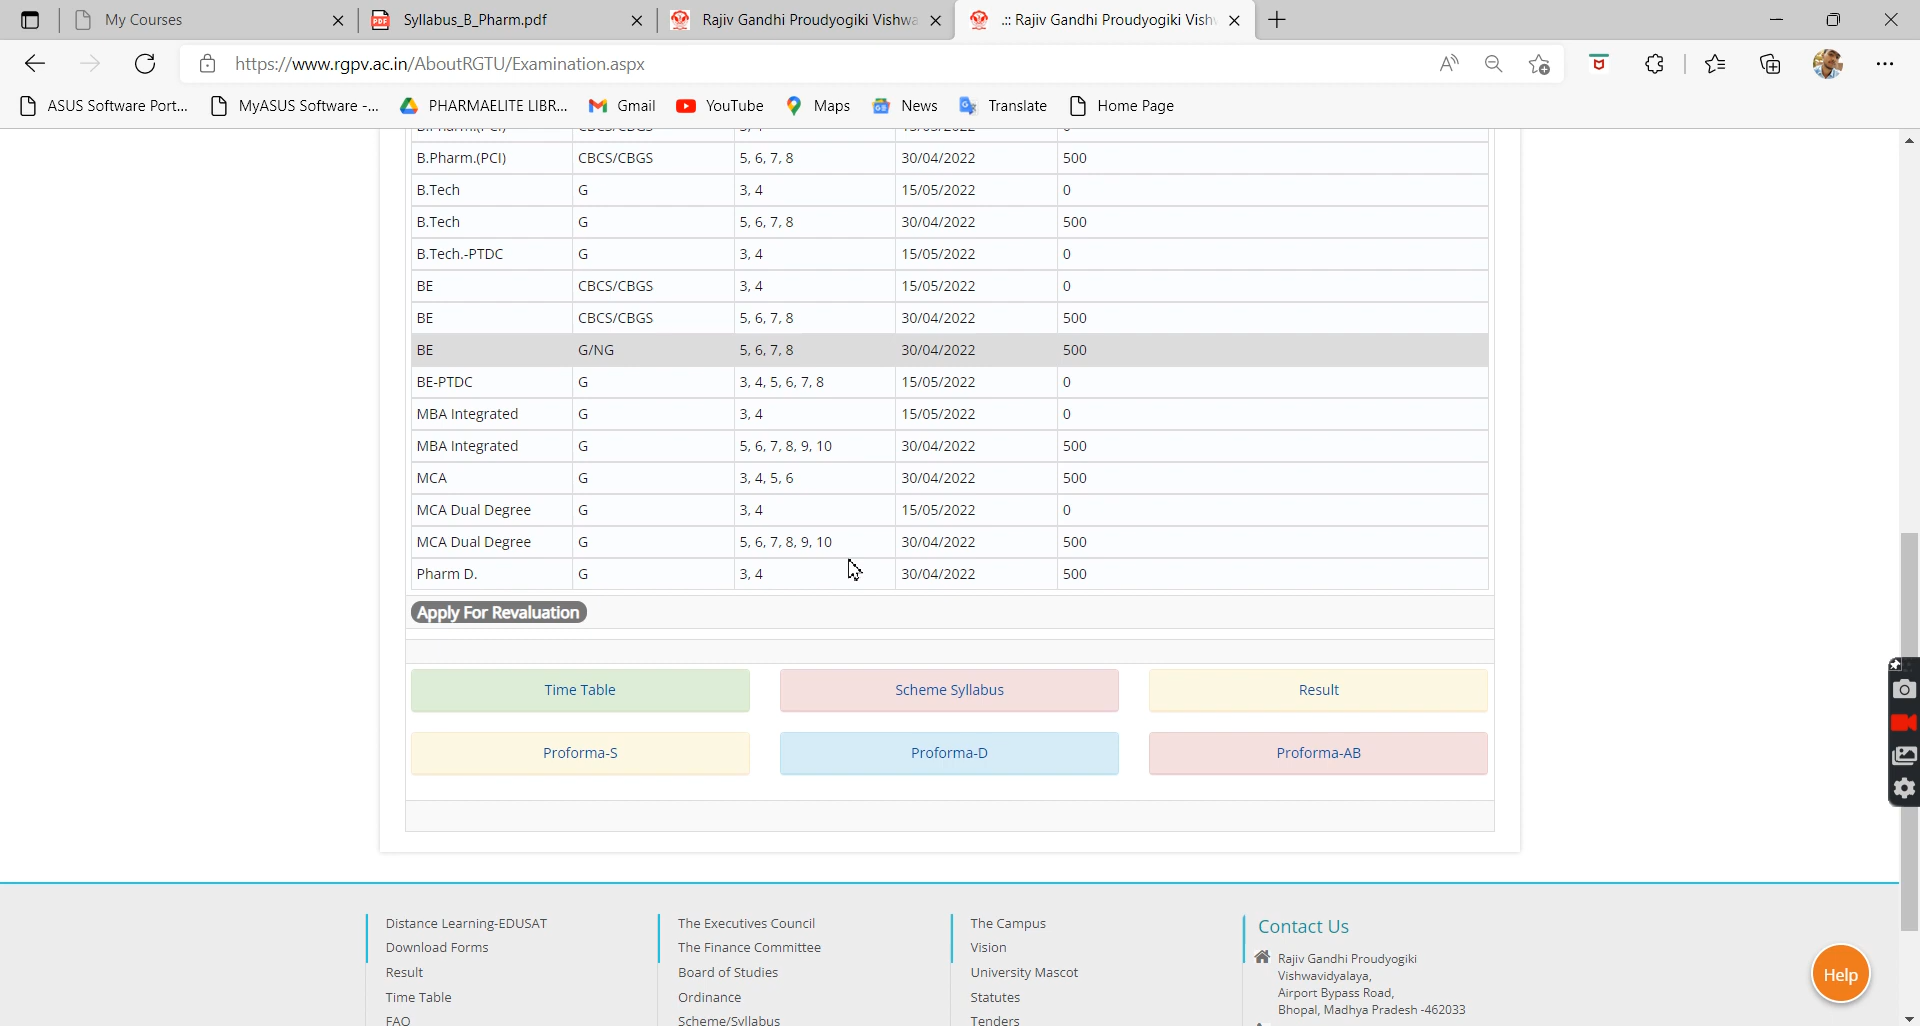 My Courses
Syllabus_B_Pharm.pdf
Rajiv Gandhi Proudyogiki Vishwa
.:: Rajiv Gandhi Proudyogiki Vish
https://www.rgpv.ac.in/AboutRGTU/Examination.aspx
ASUS Software Port...
MyASUS Software -...
PHARMAELITE LIBR...
Gmail
YouTube
Maps
News
Translate
Home Page
B.Pharm.(PCI) CBCS/CBGS 5, 6, 7, 8 30/04/2022 500
B.Tech G 3, 4 15/05/2022 0
B.Tech G 5, 6, 7, 8 30/04/2022 500
B.Tech.-PTDC G 3, 4 15/05/2022 0
BE CBCS/CBGS 3, 4 15/05/2022 0
BE CBCS/CBGS 5, 6, 7, 8 30/04/2022 500
BE G/NG 5, 6, 7, 8 30/04/2022 500
BE-PTDC G 3, 4, 5, 6, 7, 8 15/05/2022 0
MBA Integrated G 3, 4 15/05/2022 0
MBA Integrated G 5, 6, 7, 8, 9, 10 30/04/2022 500
MCA G 3, 4, 5, 6 30/04/2022 500
MCA Dual Degree G 3, 4 15/05/2022 0
MCA Dual Degree G 5, 6, 7, 8, 9, 10 30/04/2022 500
Pharm D. G 3, 4 30/04/2022 500
Apply For Revaluation
Time Table
Scheme Syllabus
Result
Proforma-S
Proforma-D
Proforma-AB
Distance Learning-EDUSAT
Download Forms
Result
Time Table
FAQ
The Executives Council
The Finance Committee
Board of Studies
Ordinance
Scheme/Syllabus
The Campus
Vision
University Mascot
Statutes
Tenders
Contact Us
Rajiv Gandhi Proudyogiki
Vishwavidyalaya,
Airport Bypass Road,
Bhopal, Madhya Pradesh -462033
Help